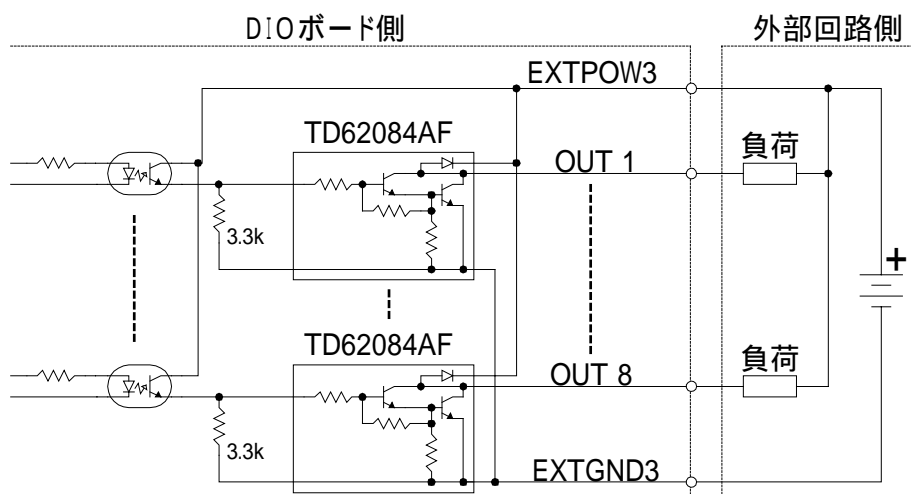 DIOボード側
外部回路側
EXTPOW3
TD62084AF
負荷
OUT 1
3.3k
+
TD62084AF
負荷
OUT 8
3.3k
EXTGND3